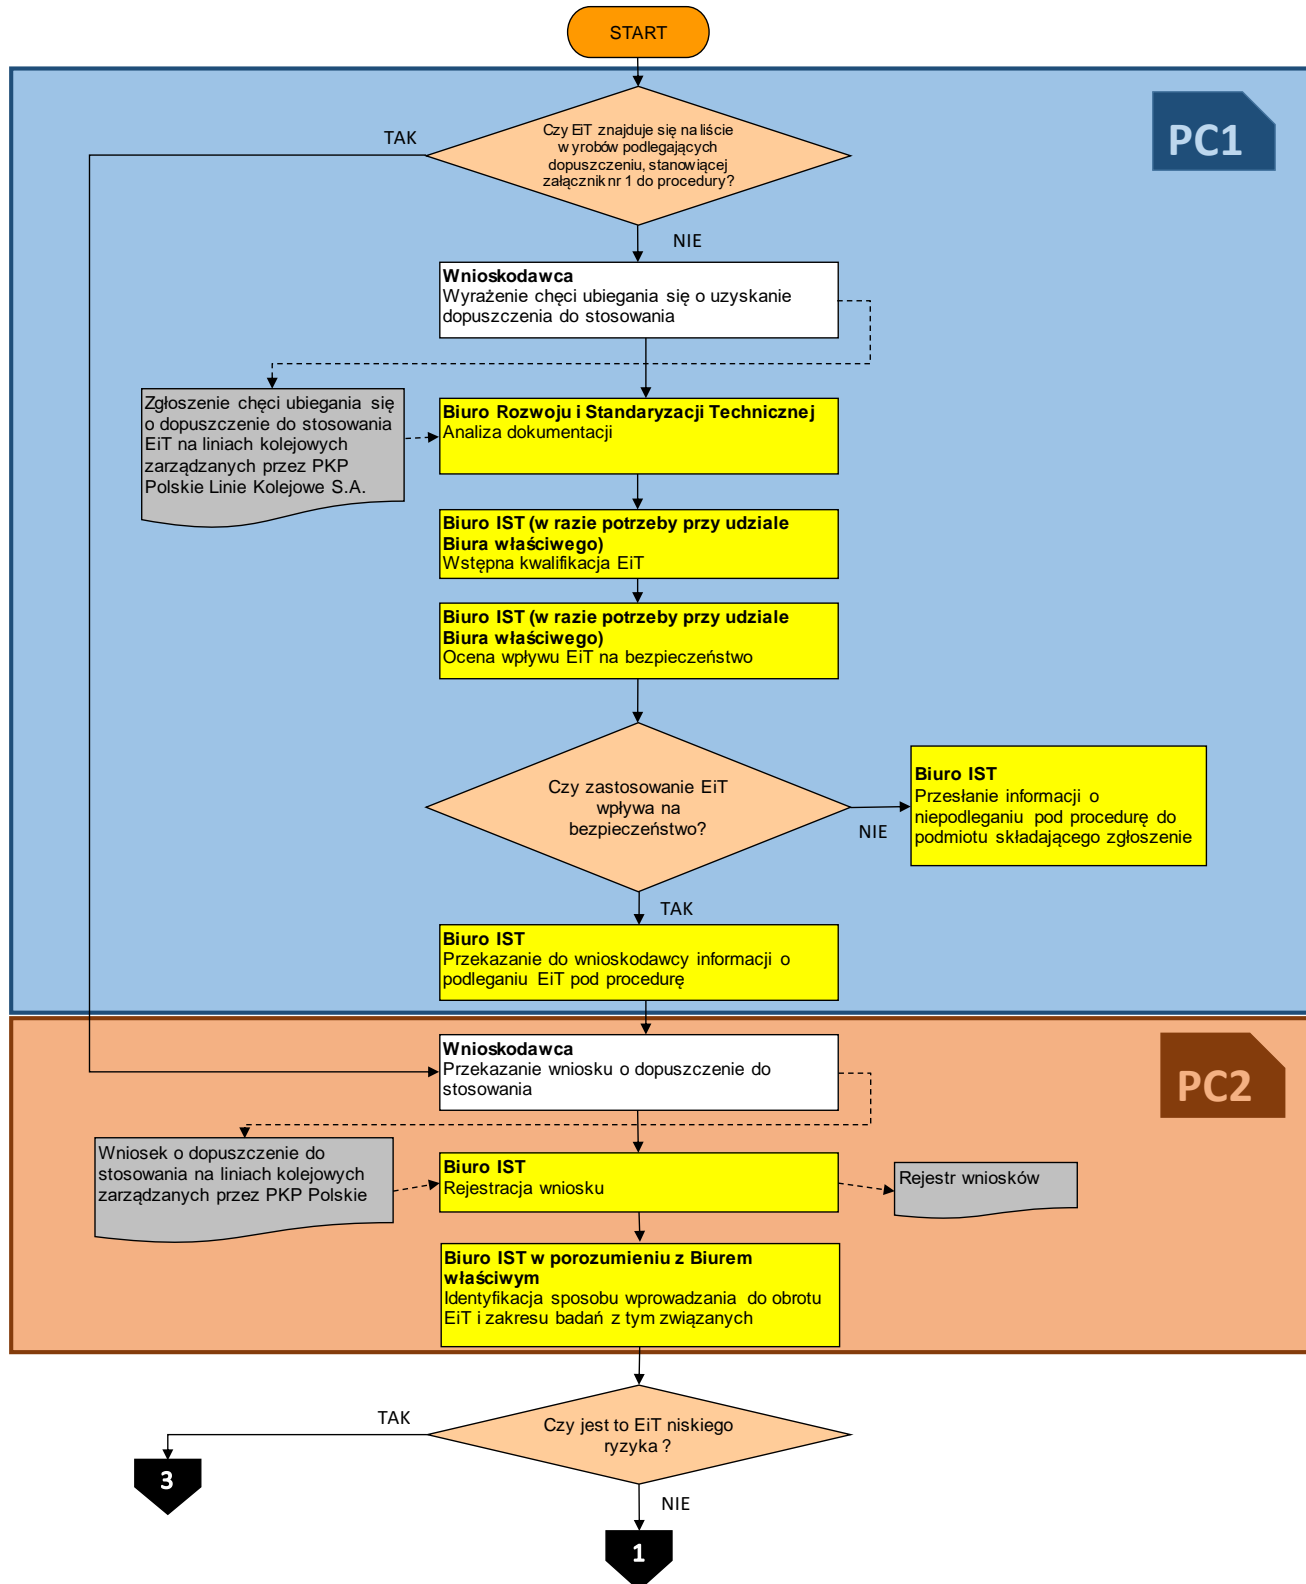 START
PC1
TAK
Czy EiT znajduje się na liście
wyrobów podlegających
dopuszczeniu, stanowiącej
załącznik nr 1 do procedury?
NIE
Wnioskodawca
Wyrażenie chęci ubiegania się o uzyskanie
dopuszczenia do stosowania
Zgłoszenie chęci ubiegania się
o dopuszczenie do stosowania
EiT na liniach kolejowych
zarządzanych przez PKP
Polskie Linie Kolejowe S.A.
Biuro Rozwoju i Standaryzacji Technicznej
Analiza dokumentacji
Biuro IST (w razie potrzeby przy udziale
Biura właściwego)
Wstępna kwalifikacja EiT
Biuro IST (w razie potrzeby przy udziale
Biura właściwego)
Ocena wpływu EiT na bezpieczeństwo
Czy zastosowanie EiT
wpływa na
bezpieczeństwo?
NIE
Biuro IST
Przesłanie informacji o
niepodleganiu pod procedurę do
podmiotu składającego zgłoszenie
TAK
Biuro IST
Przekazanie do wnioskodawcy informacji o
podleganiu EiT pod procedurę
PC2
Wnioskodawca
Przekazanie wniosku o dopuszczenie do
stosowania
Wniosek o dopuszczenie do
stosowania na liniach kolejowych
zarządzanych przez PKP Polskie
Biuro IST
Rejestracja wniosku
Rejestr wniosków
Biuro IST w porozumieniu z Biurem
właściwym
Identyfikacja sposobu wprowadzania do obrotu
EiT i zakresu badań z tym związanych
TAK
Czy jest to EiT niskiego
ryzyka ?
3
NIE
1